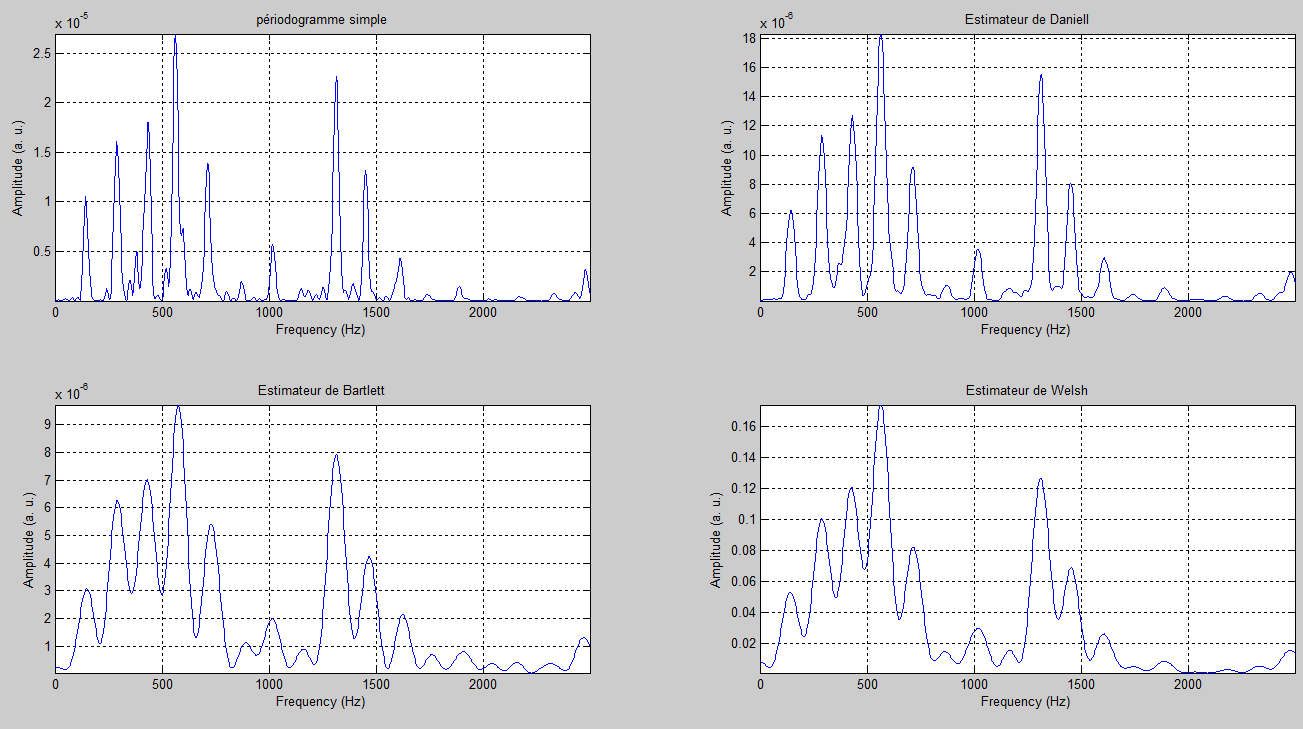 périodogramme simple
x 10^-5
2.5
2
1.5
1
0.5
0 500 1000 1500 2000
Frequency (Hz)
Amplitude (a. u.)
Estimateur de Daniell
x 10^-6
18
16
14
12
10
8
6
4
2
0 500 1000 1500 2000
Frequency (Hz)
Amplitude (a. u.)
Estimateur de Bartlett
x 10^-6
9
8
7
6
5
4
3
2
1
0 500 1000 1500 2000
Frequency (Hz)
Amplitude (a. u.)
Estimateur de Welsh
0.16
0.14
0.12
0.1
0.08
0.06
0.04
0.02
0 500 1000 1500 2000
Frequency (Hz)
Amplitude (a. u.)